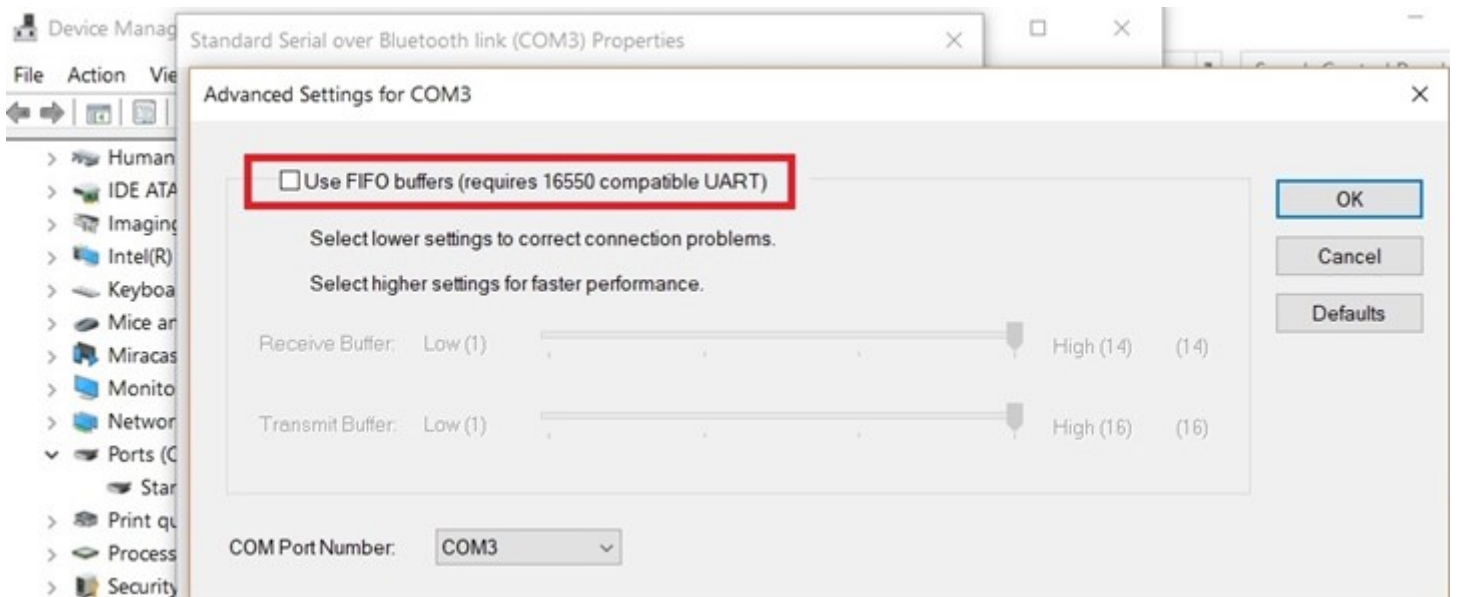 Device Manag
Standard Serial over Bluetooth link (COM3) Properties
File Action Vie
Advanced Settings for COM3
Human
IDE ATA
Imaging
Intel(R)
Keyboa
Mice ar
Miracas
Monito
Networ
Ports (C
Star
Print qu
Process
Security
Use FIFO buffers (requires 16550 compatible UART)
Select lower settings to correct connection problems.
Select higher settings for faster performance.
Receive Buffer: Low (1) High (14) (14)
Transmit Buffer: Low (1) High (16) (16)
COM Port Number: COM3
OK
Cancel
Defaults